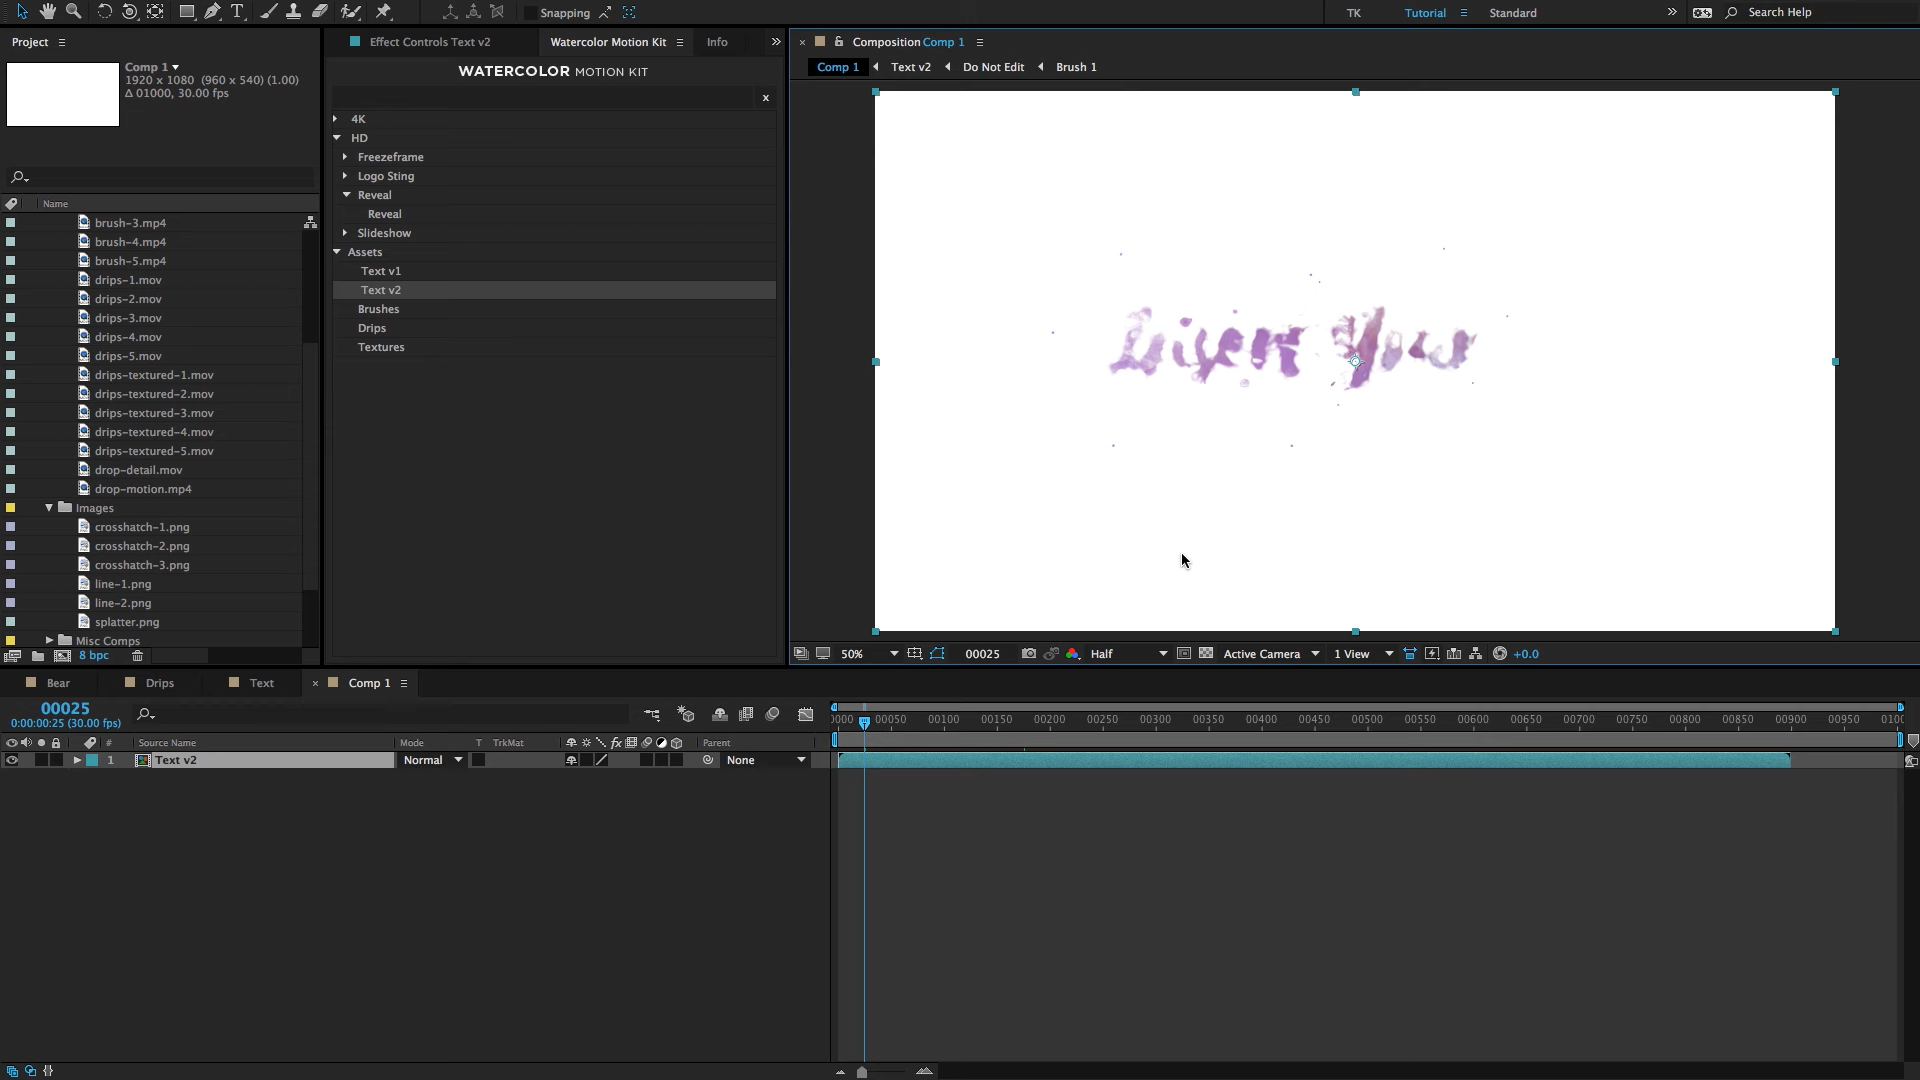 Snapping
TK
Tutorial
Standard
Search Help
Project
Effect Controls Text v2
Watercolor Motion Kit
Info
Composition Comp 1
Comp 1
1920 x 1080 (960 x 540) (1.00)
Δ 01000, 30.00 fps
WATERCOLOR MOTION KIT
Comp 1
Text v2
Do Not Edit
Brush 1
x
4K
HD
Freezeframe
Logo Sting
Reveal
Reveal
Slideshow
Assets
Text v1
Text v2
Brushes
Drips
Textures
Name
brush-3.mp4
brush-4.mp4
brush-5.mp4
drips-1.mov
drips-2.mov
drips-3.mov
drips-4.mov
drips-5.mov
drips-textured-1.mov
drips-textured-2.mov
drips-textured-3.mov
drips-textured-4.mov
drips-textured-5.mov
drop-detail.mov
drop-motion.mp4
Images
crosshatch-1.png
crosshatch-2.png
crosshatch-3.png
line-1.png
line-2.png
splatter.png
Misc Comps
8 bpc
50%
00025
Half
Active Camera
1 View
+0.0
Bear
Drips
Text
Comp 1
00025
0:00:00:25 (30.00 fps)
0000 00050 00100 00150 00200 00250 00300 00350 00400 00450 00500 00550 00600 00650 00700 00750 00800 00850 00900 00950 0100
# Source Name Mode T TrkMat Parent
1 Text v2 Normal None